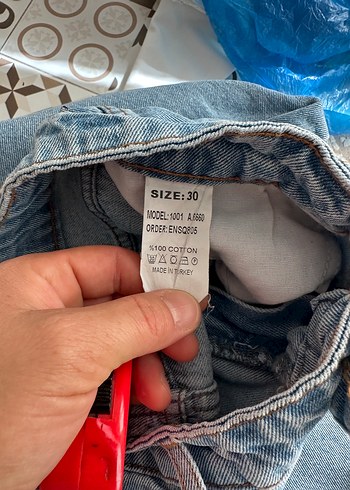 SIZE: 30
MODEL:1001 A.6660
ORDER: ENSQ805
%100 COTTON
MADE IN TURKEY